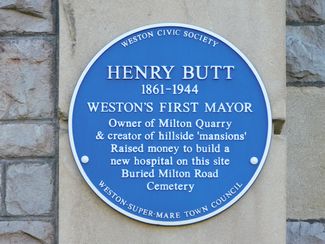 WESTON CIVIC SOCIETY
HENRY BUTT
1861-1944
WESTON'S FIRST MAYOR
Owner of Milton Quarry
& creator of hillside 'mansions'
Raised money to build a
new hospital on this site
Buried Milton Road
Cemetery
WESTON-SUPER-MARE TOWN COUNCIL